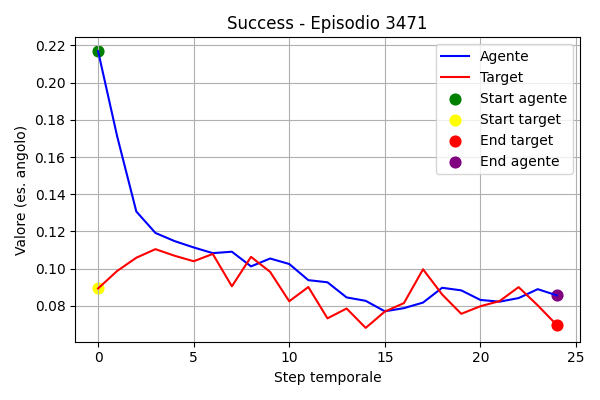 Success - Episodio 3471
Agente
Target
Start agente
Start target
End target
End agente
Valore (es. angolo)
0.22
0.20
0.18
0.16
0.14
0.12
0.10
0.08
0
5
10
15
20
25
Step temporale